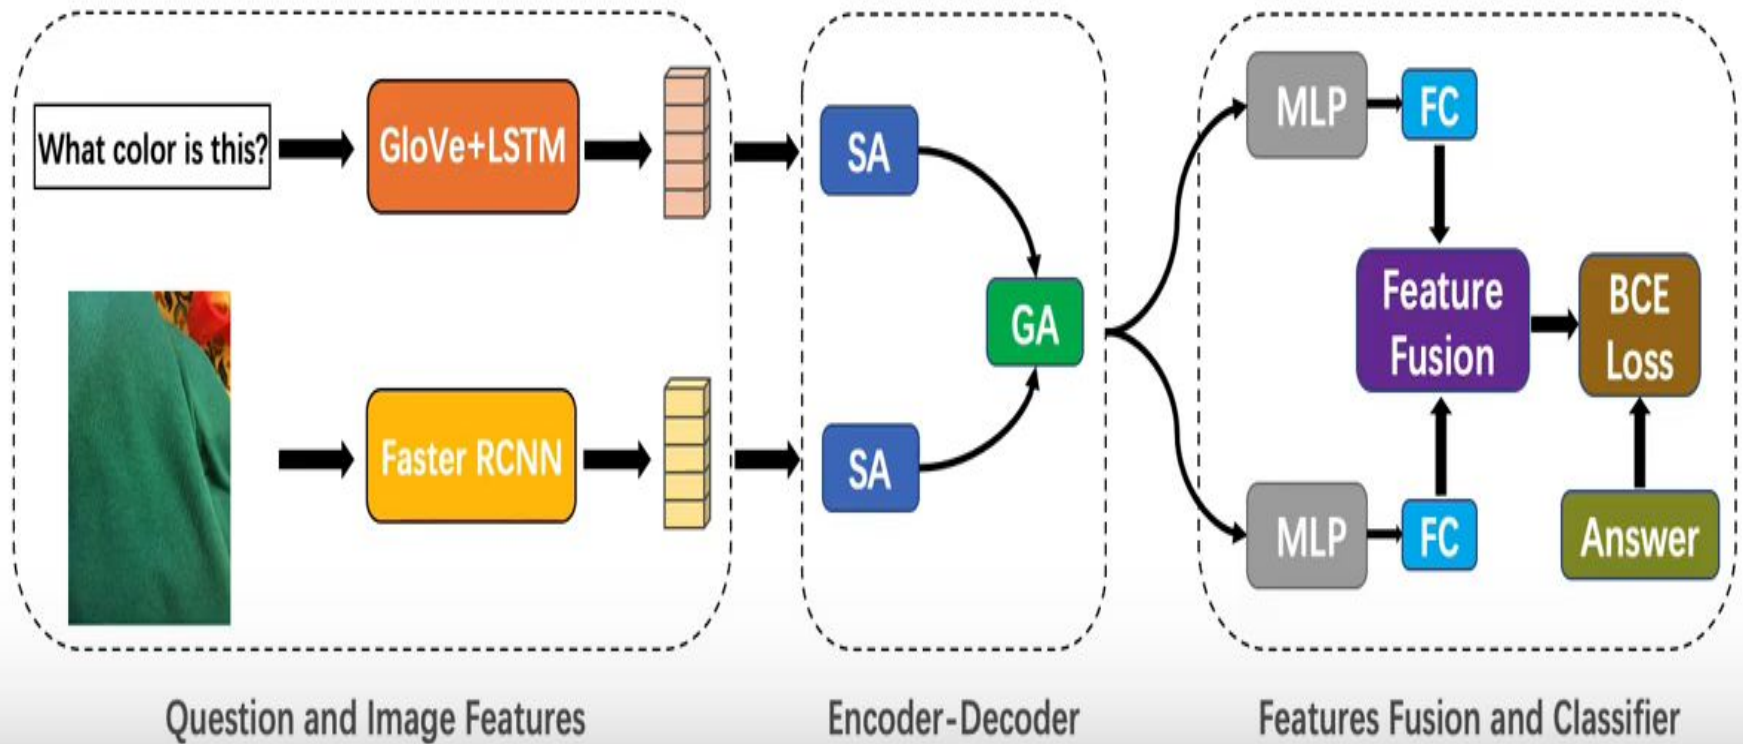 What color is this?
GloVe+LSTM
SA
MLP
FC
Feature
Fusion
BCE
Loss
GA
Faster RCNN
SA
MLP
FC
Answer
Question and Image Features
Encoder-Decoder
Features Fusion and Classifier